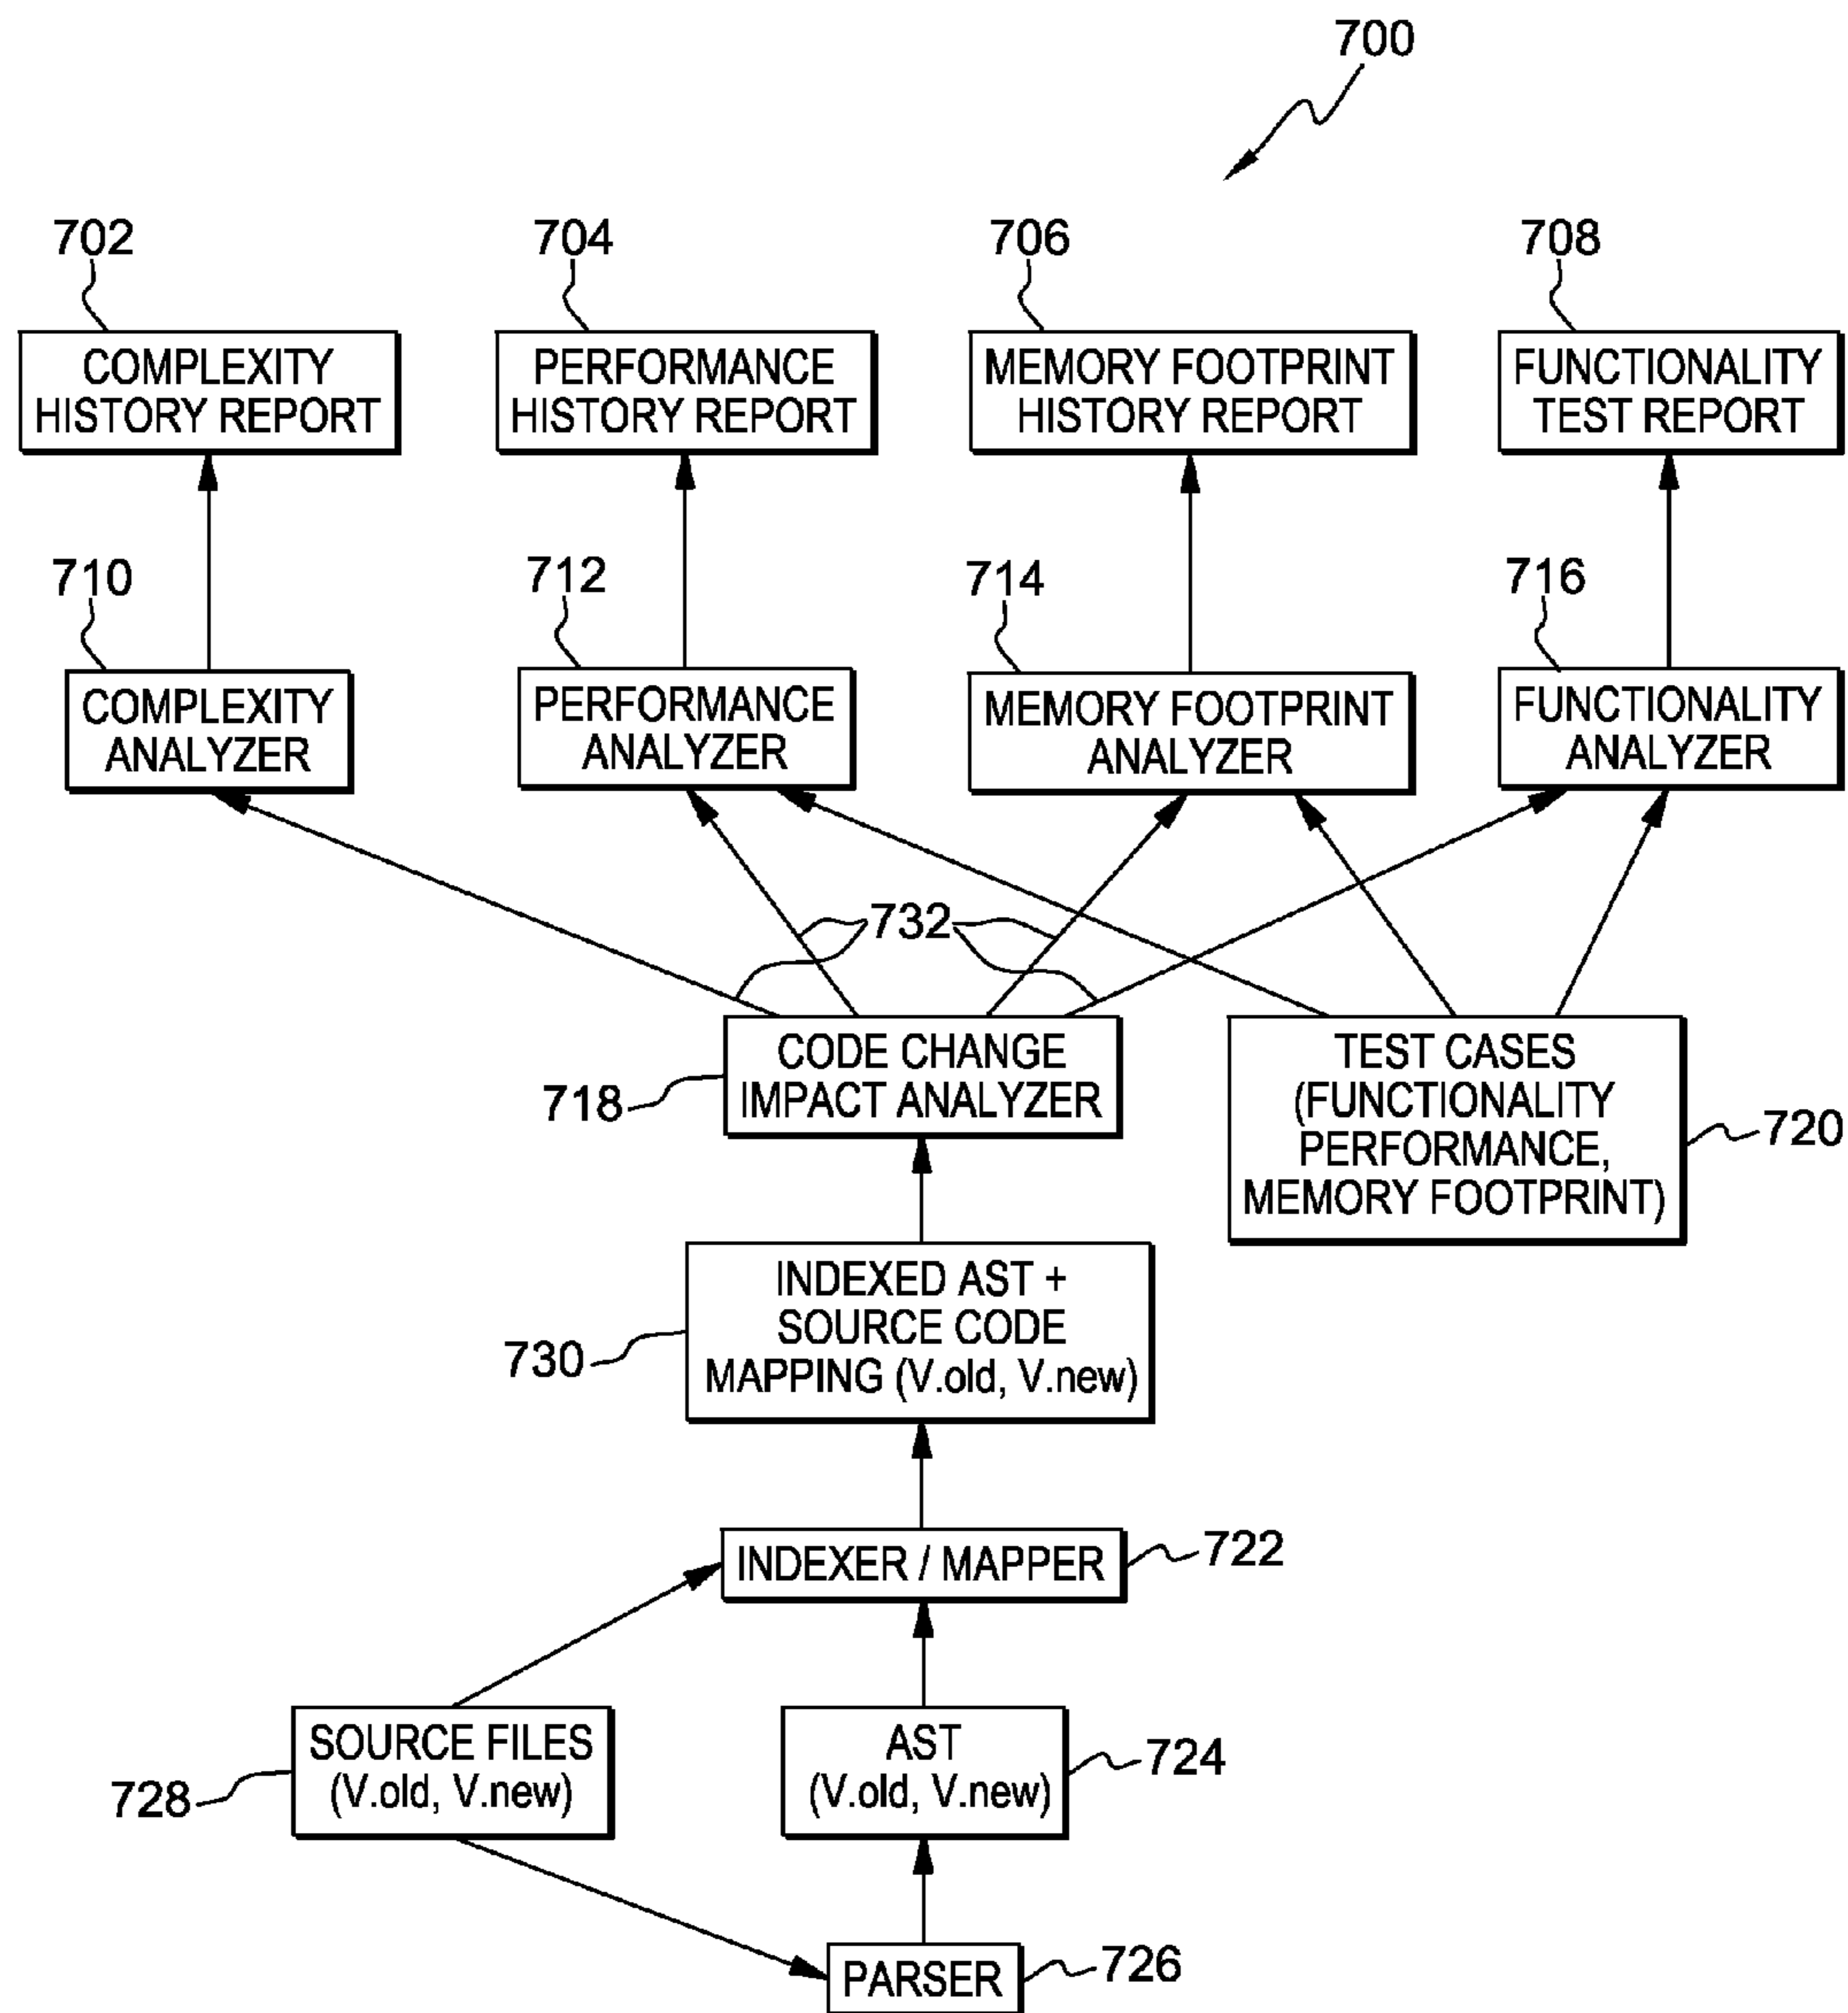 700
702
704
706
708
COMPLEXITY
HISTORY REPORT
PERFORMANCE
HISTORY REPORT
MEMORY FOOTPRINT
HISTORY REPORT
FUNCTIONALITY
TEST REPORT
710
712
714
716
COMPLEXITY
ANALYZER
PERFORMANCE
ANALYZER
MEMORY FOOTPRINT
ANALYZER
FUNCTIONALITY
ANALYZER
732
CODE CHANGE
IMPACT ANALYZER
718
TEST CASES
(FUNCTIONALITY
PERFORMANCE,
MEMORY FOOTPRINT)
720
INDEXED AST +
SOURCE CODE
MAPPING (V.old, V.new)
730
INDEXER / MAPPER
722
SOURCE FILES
(V.old, V.new)
728
AST
(V.old, V.new)
724
PARSER
726